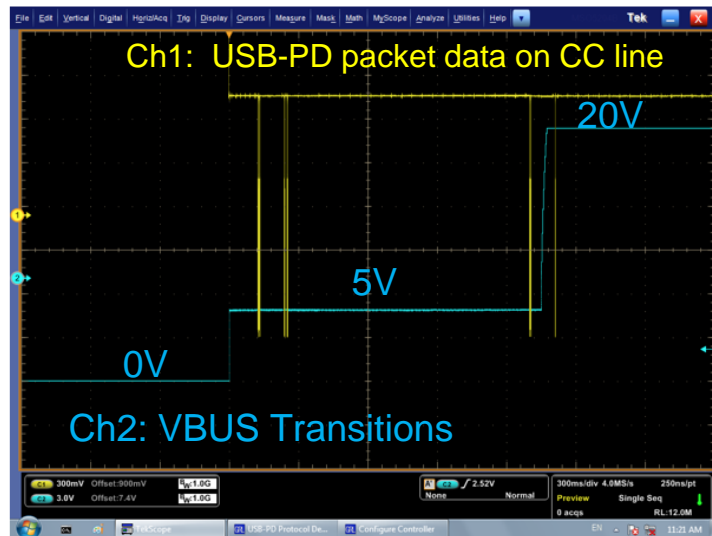 File Edit Vertical Digital Horiz/Acq Trig Display Cursors Measure Mask Math MyScope Analyze Utilities Help Tek X
Ch1: USB-PD packet data on CC line
20V
1
2
5V
0V
Ch2: VBUS Transitions
C1 300mV Offset:900mV BW:1.0G
C2 3.0V Offset:7.4V BW:1.0G
A' C2 2.52V
None Normal
300ms/div 4.0MS/s 250ns/pt
Preview Single Seq
0 acqs RL:12.0M
1
TekScope USB-PD Protocol De... Configure Controller EN 11:21 AM